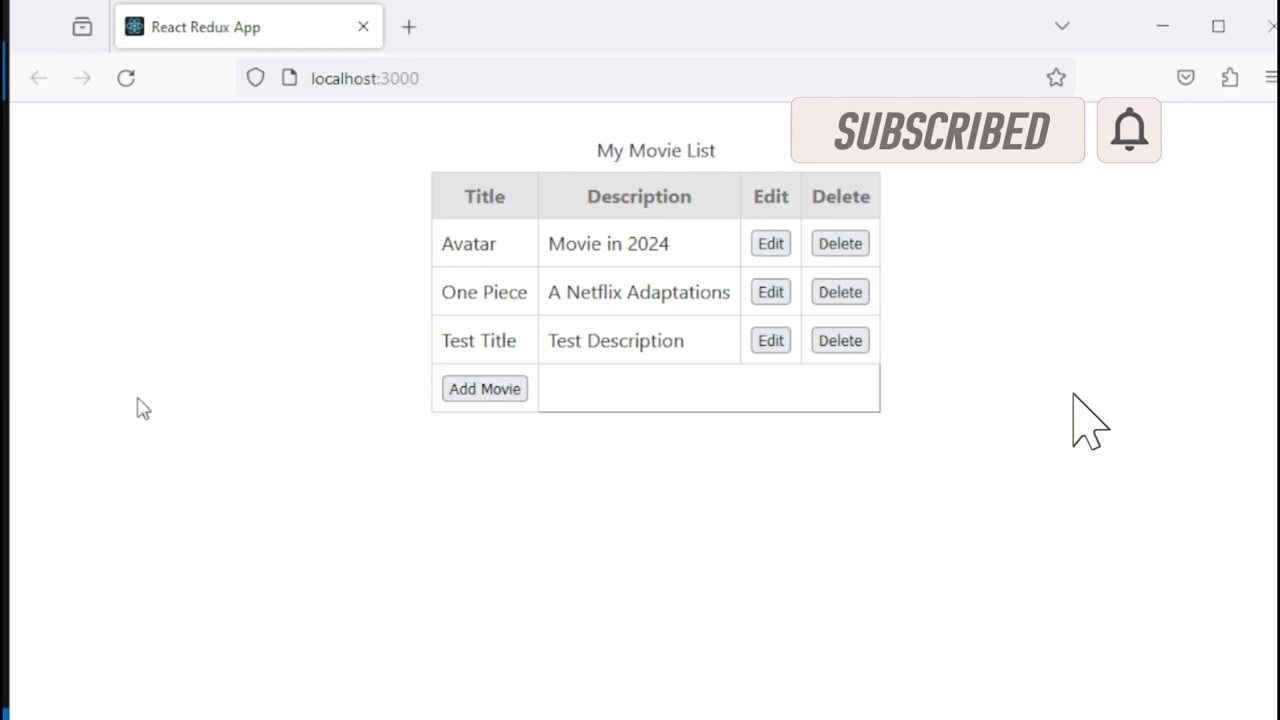 React Redux App
localhost:3000
SUBSCRIBED
My Movie List
Title Description Edit Delete
Avatar Movie in 2024 Edit Delete
One Piece A Netflix Adaptations Edit Delete
Test Title Test Description Edit Delete
Add Movie